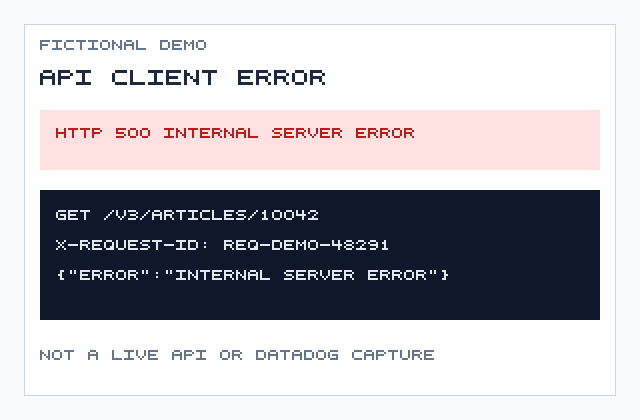 FICTIONAL DEMO
API CLIENT ERROR
HTTP 500 INTERNAL SERVER ERROR
GET /V3/ARTICLES/10042
X-REQUEST-ID: REQ-DEMO-48291
{"ERROR":"INTERNAL SERVER ERROR"}
NOT A LIVE API OR DATADOG CAPTURE